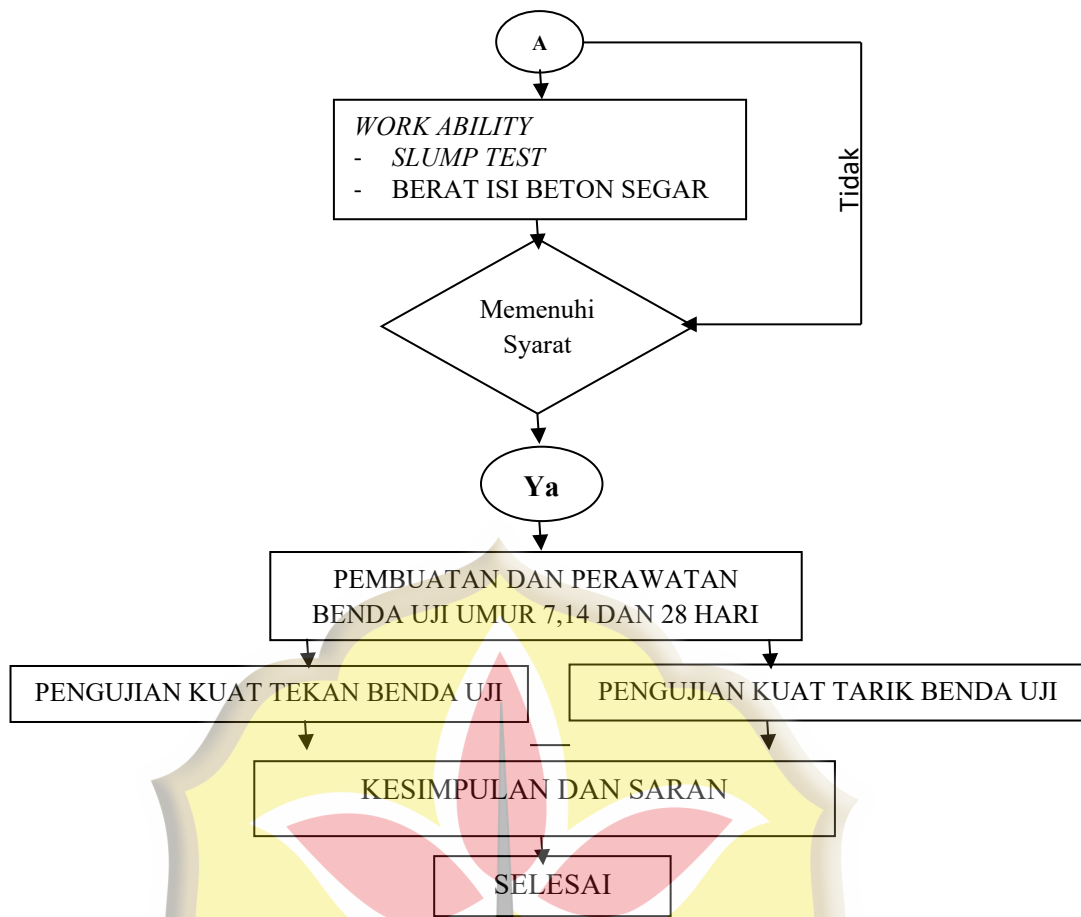 A
WORK ABILITY
- SLUMP TEST
- BERAT ISI BETON SEGAR
Tidak
Memenuhi
Syarat
Ya
PEMBUATAN DAN PERAWATAN
BENDA UJI UMUR 7,14 DAN 28 HARI
PENGUJIAN KUAT TEKAN BENDA UJI
PENGUJIAN KUAT TARIK BENDA UJI
KESIMPULAN DAN SARAN
SELESAI